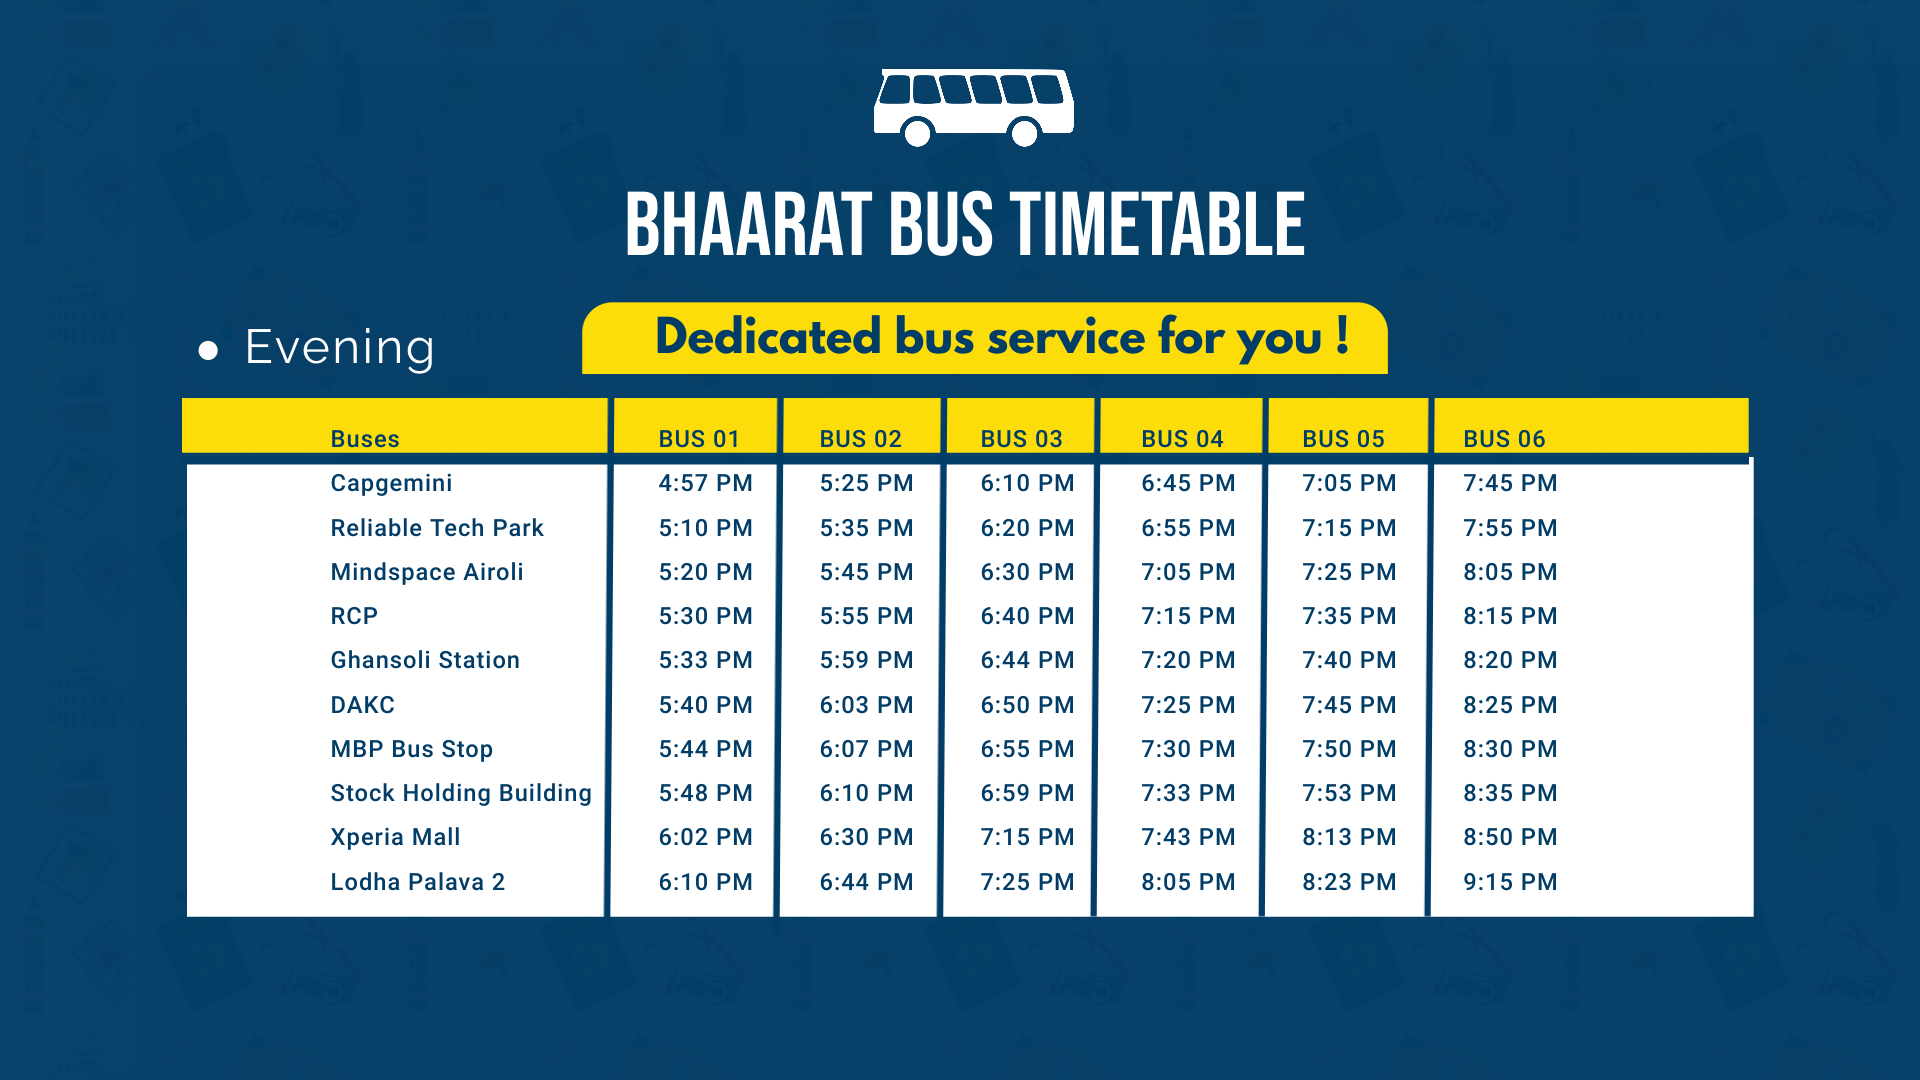 BHAARAT BUS TIMETABLE
Dedicated bus service for you !
• Evening
Buses BUS 01 BUS 02 BUS 03 BUS 04 BUS 05 BUS 06
Capgemini 4:57 PM 5:25 PM 6:10 PM 6:45 PM 7:05 PM 7:45 PM
Reliable Tech Park 5:10 PM 5:35 PM 6:20 PM 6:55 PM 7:15 PM 7:55 PM
Mindspace Airoli 5:20 PM 5:45 PM 6:30 PM 7:05 PM 7:25 PM 8:05 PM
RCP 5:30 PM 5:55 PM 6:40 PM 7:15 PM 7:35 PM 8:15 PM
Ghansoli Station 5:33 PM 5:59 PM 6:44 PM 7:20 PM 7:40 PM 8:20 PM
DAKC 5:40 PM 6:03 PM 6:50 PM 7:25 PM 7:45 PM 8:25 PM
MBP Bus Stop 5:44 PM 6:07 PM 6:55 PM 7:30 PM 7:50 PM 8:30 PM
Stock Holding Building 5:48 PM 6:10 PM 6:59 PM 7:33 PM 7:53 PM 8:35 PM
Xperia Mall 6:02 PM 6:30 PM 7:15 PM 7:43 PM 8:13 PM 8:50 PM
Lodha Palava 2 6:10 PM 6:44 PM 7:25 PM 8:05 PM 8:23 PM 9:15 PM